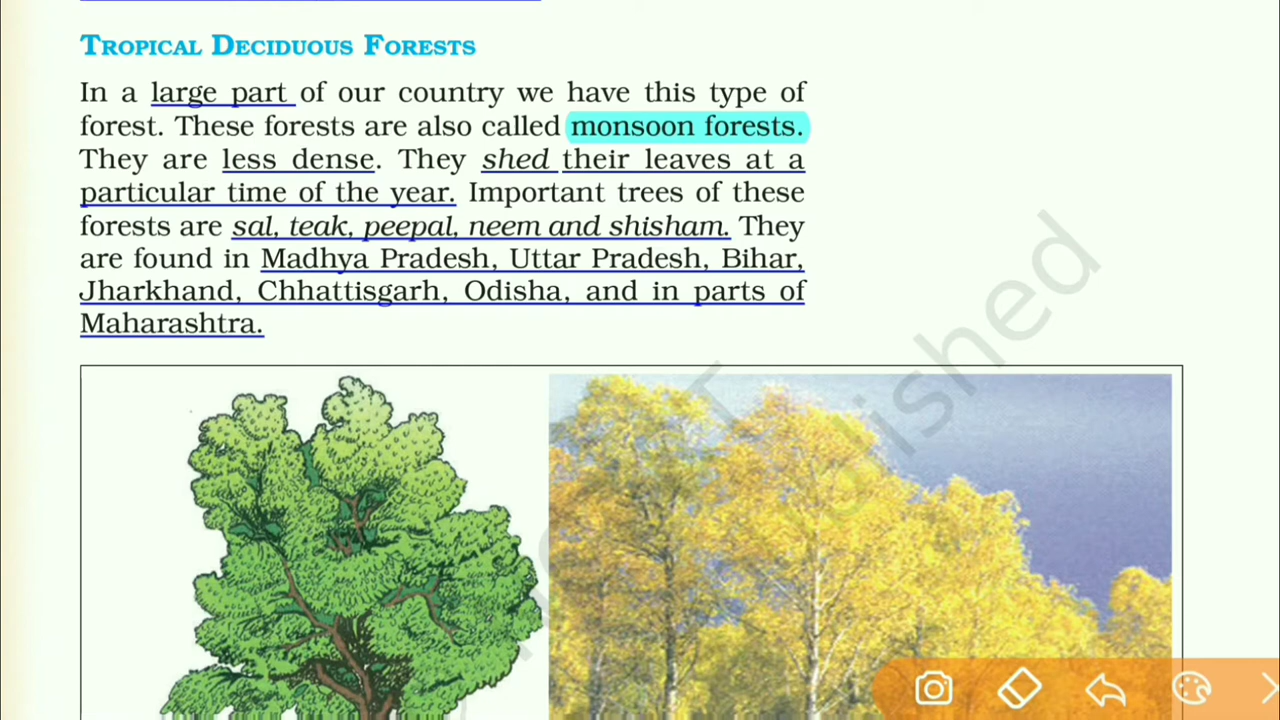 TROPICAL DECIDUOUS FORESTS
In a large part of our country we have this type of
forest. These forests are also called monsoon forests.
They are less dense. They shed their leaves at a
particular time of the year. Important trees of these
forests are sal, teak, peepal, neem and shisham. They
are found in Madhya Pradesh, Uttar Pradesh, Bihar,
Jharkhand, Chhattisgarh, Odisha, and in parts of
Maharashtra.